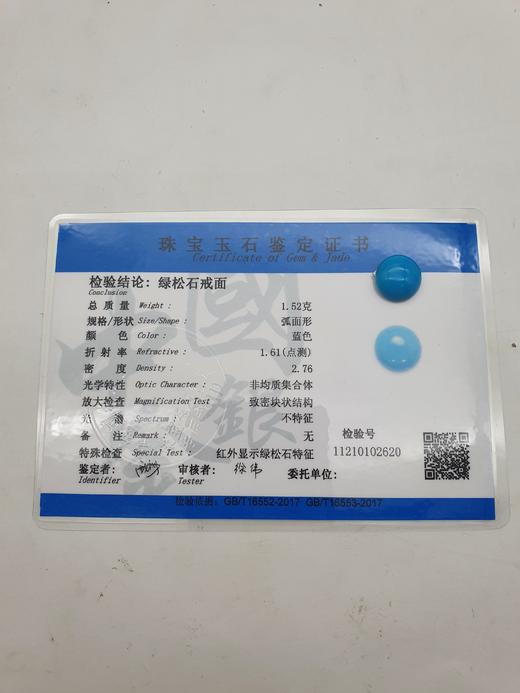 珠宝玉石鉴定证书
Certificate of Gem & Jade
检验结论: 绿松石戒面
Conclusion
总质量 Weight : 1.52克
规格/形状 Size/Shape : 弧面形
颜色 Color : 蓝色
折射率 Refractive : 1.61(点测)
密度 Density : 2.76
光学特性 Optic Character : 非均质集合体
放大检查 Magnification Test 致密块状结构
光谱 Spectrum : 不特征
备注 Remark : 无
特殊检查 Special Test : 红外显示绿松石特征
检验号
11210102620
鉴定者: 审核者: 徐伟 委托单位:
Identifier Tester
检验依据: GB/T16552-2017 GB/T16553-2017
國
銀